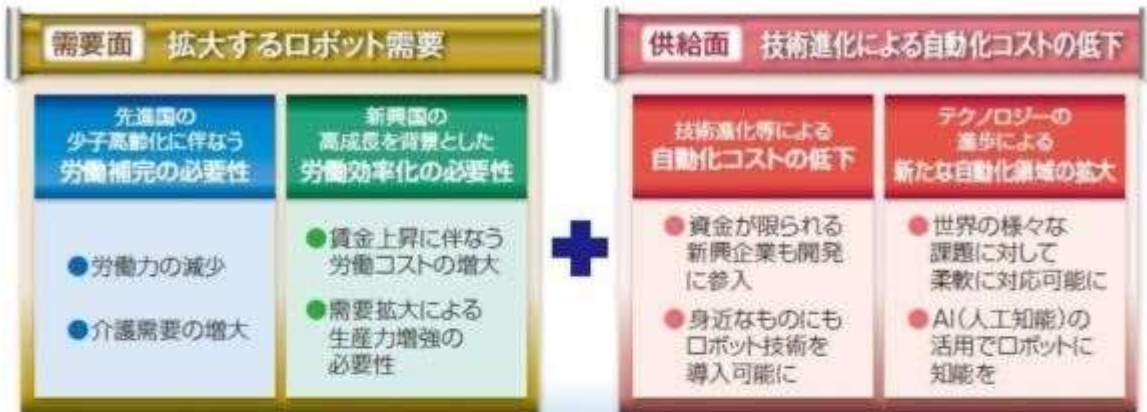 需要面 拡大するロボット需要
先進国の
少子高齢化に伴なう
労働補完の必要性
●労働力の減少
●介護需要の増大
新興国の
高成長を背景とした
労働効率化の必要性
●賃金上昇に伴なう
労働コストの増大
●需要拡大による
生産力増強の
必要性
供給面 技術進化による自動化コストの低下
技術進化等による
自動化コストの低下
●資金が限られる
新興企業も開発
に参入
●身近なものにも
ロボット技術を
導入可能に
テクノロジーの
進歩による
新たな自動化領域の拡大
●世界の様々な
課題に対して
柔軟に対応可能に
●AI(人工知能)の
活用でロボットに
知能を